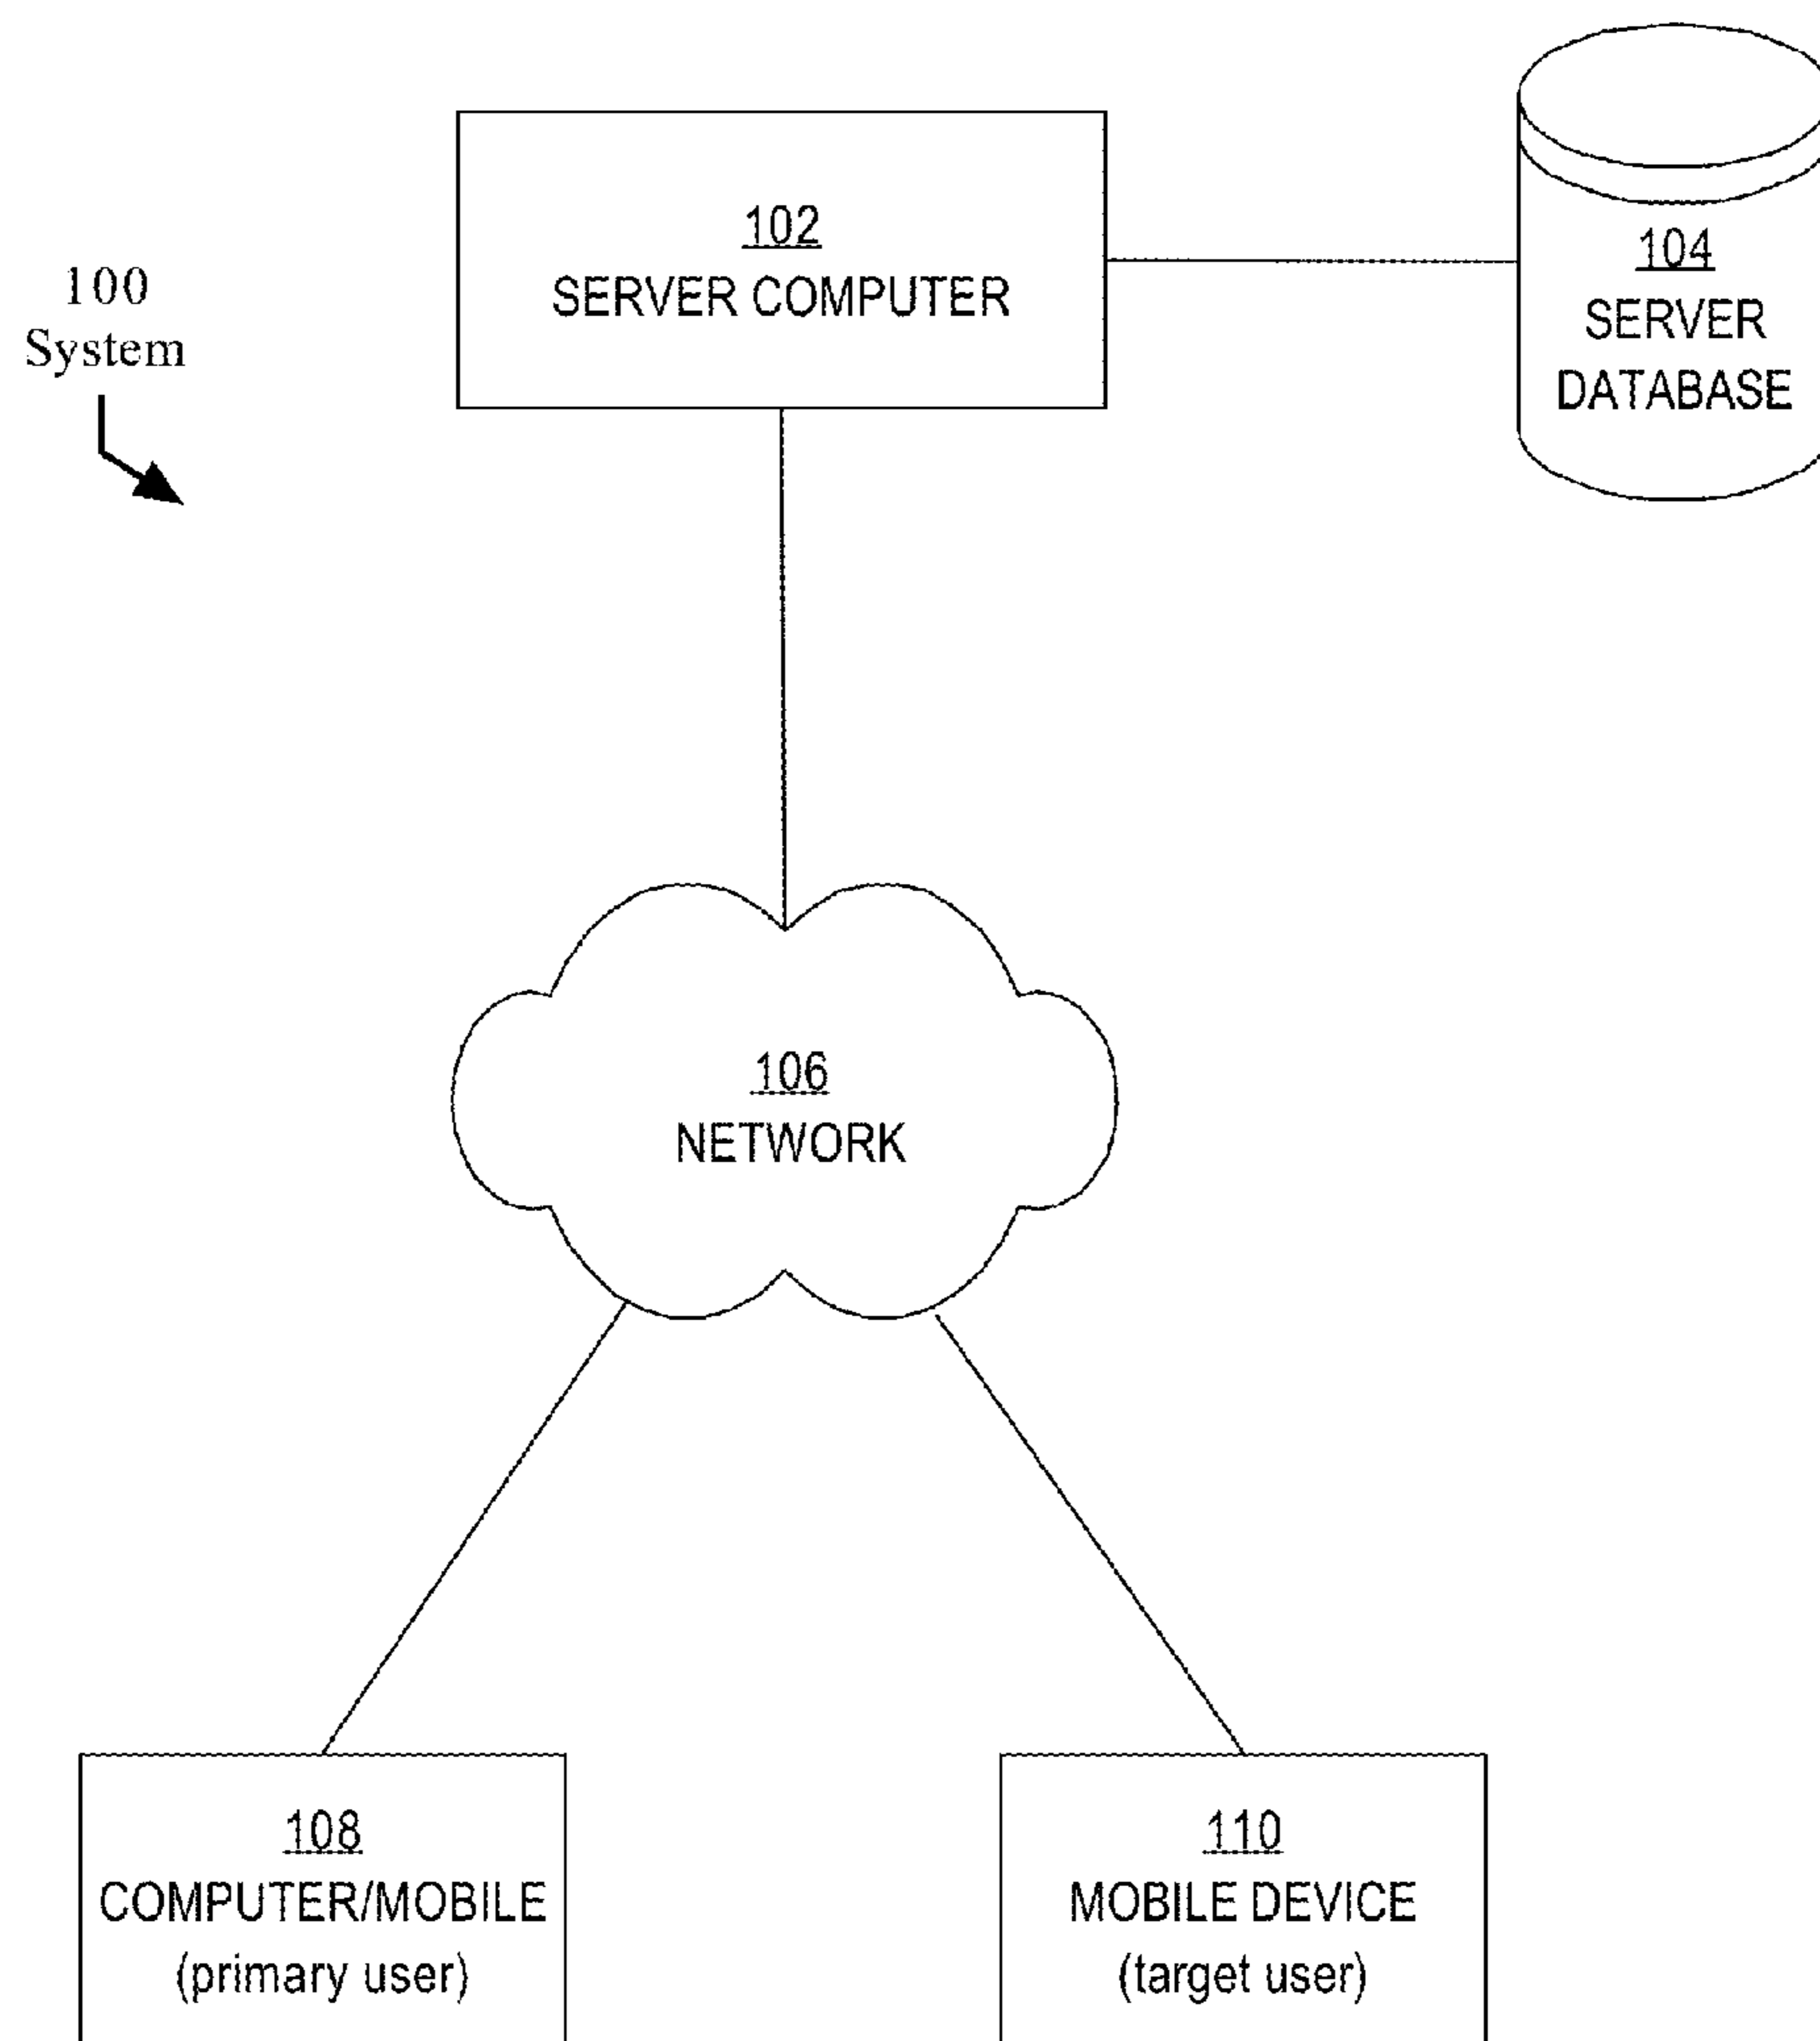 100
System
102
SERVER COMPUTER
104
SERVER
DATABASE
106
NETWORK
108
COMPUTER/MOBILE
(primary user)
110
MOBILE DEVICE
(target user)